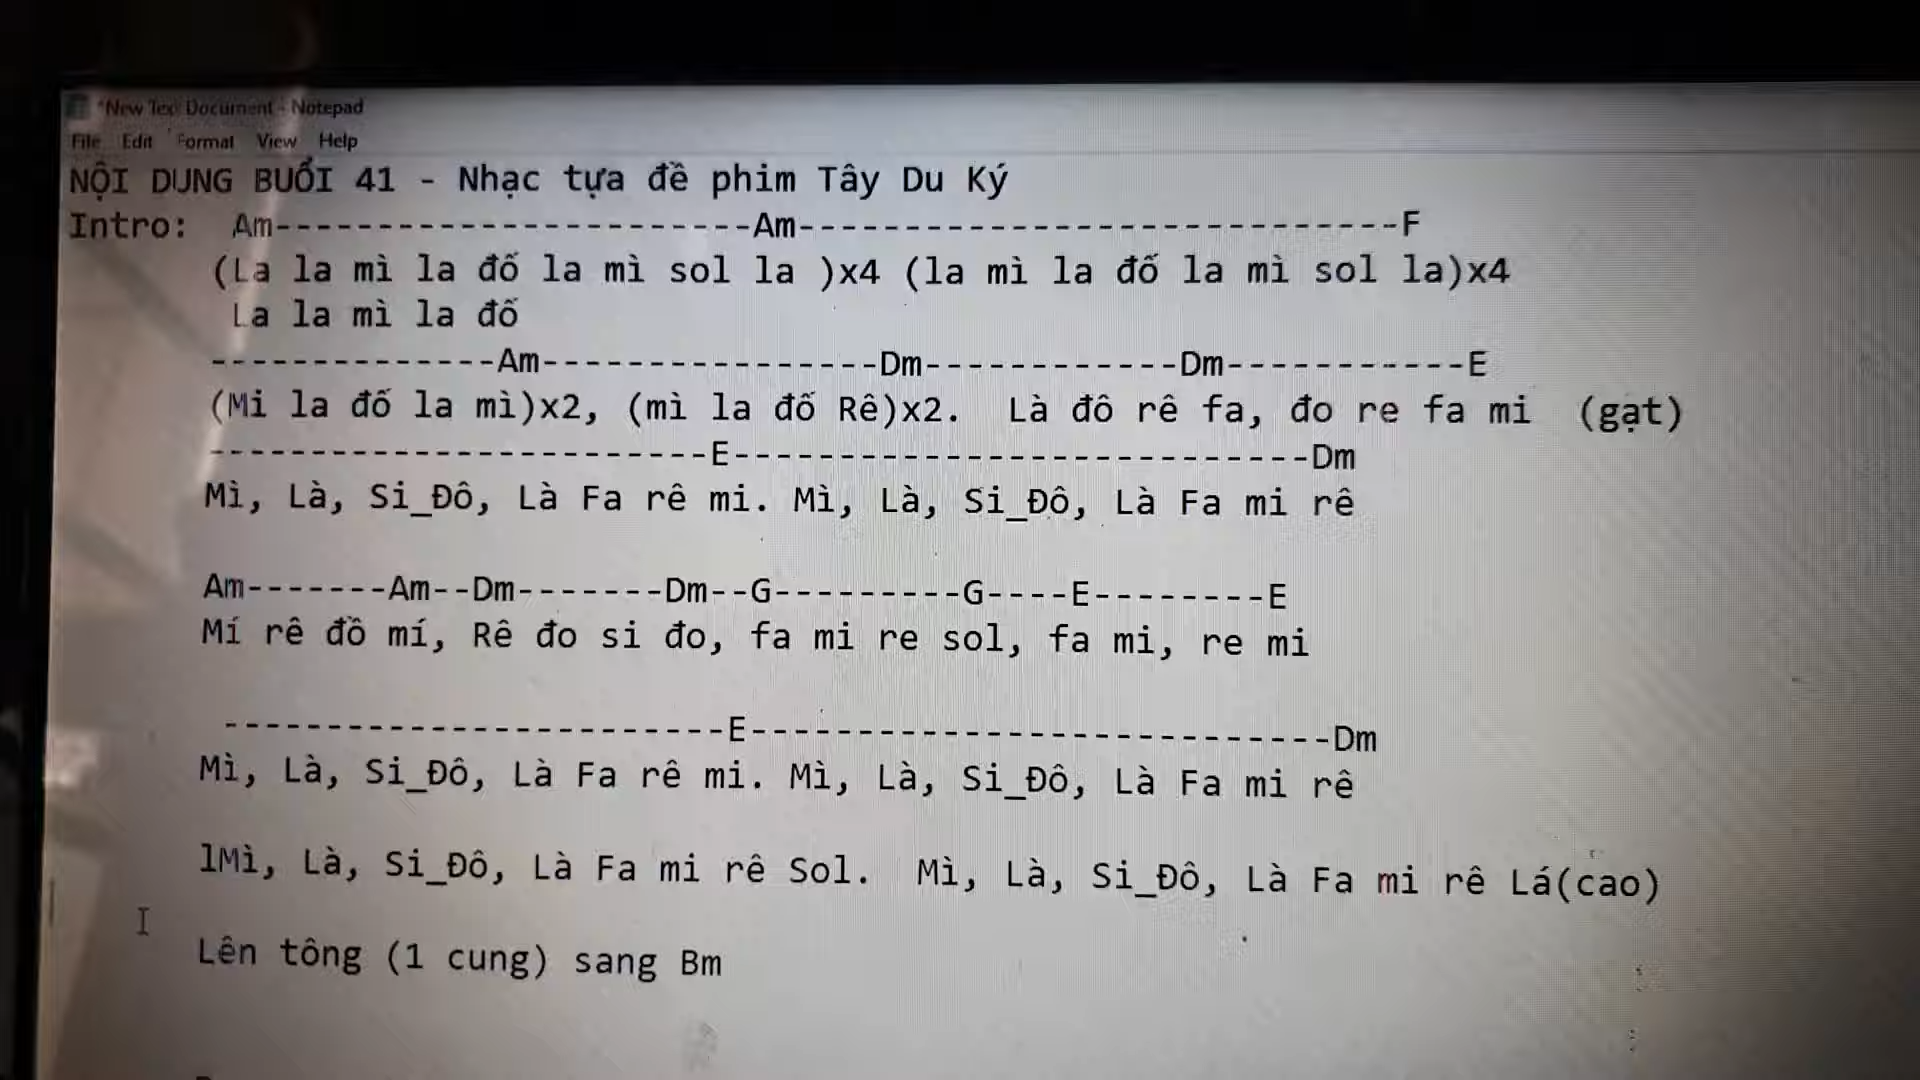 *New Text Document - Notepad
File Edit Format View Help
NỘI DUNG BUỔI 41 - Nhạc tựa đề phim Tây Du Ký
Intro: Am-----------------------Am-----------------------------F
(La la mì la đố la mì sol la )x4 (la mì la đố la mì sol la)x4
La la mì la đố
--------------Am----------------Dm------------Dm-----------E
(Mi la đố la mì)x2, (mì la đố Rê)x2. Là đô rê fa, đo re fa mi (gạt)
------------------------E----------------------------Dm
Mì, Là, Si_Đô, Là Fa rê mi. Mì, Là, Si_Đô, Là Fa mi rê
Am-------Am--Dm-------Dm--G---------G----E--------E
Mí rê đồ mí, Rê đo si đo, fa mi re sol, fa mi, re mi
------------------------E----------------------------Dm
Mì, Là, Si_Đô, Là Fa rê mi. Mì, Là, Si_Đô, Là Fa mi rê
lMì, Là, Si_Đô, Là Fa mi rê Sol. Mì, Là, Si_Đô, Là Fa mi rê Lá(cao)
Lên tông (1 cung) sang Bm